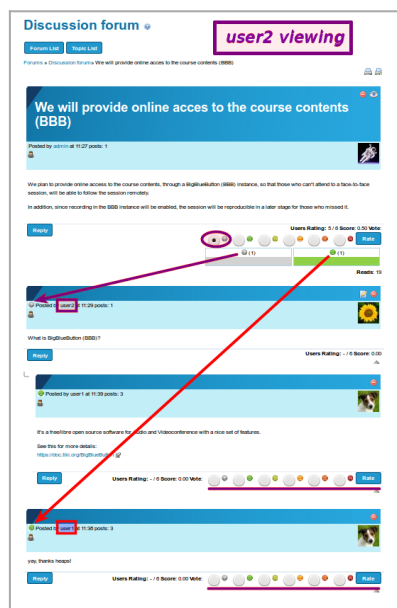 Discussion forum
user2 viewing
Forum List Topic List
Forums » Discussion forum » We will provide online acces to the course contents (BBB)
We will provide online acces to the course contents
(BBB)
Posted by admin at 11:27 posts: 1
We plan to provide online access to the course contents, through a BigBlueButton (BBB) instance, so that those who can't attend to a face-to-face
session, will be able to follow the session remotely.
In addition, since recording in the BBB instance will be enabled, the session will be reproducible in a later stage for those who missed it.
Reply
Users Rating: 5 / 6 Score: 0.50 Vote:
Rate
(1) (1)
Reads: 19
Posted by user2 at 11:29 posts: 1
What is BigBlueButton (BBB)?
Reply Users Rating: - / 6 Score: 0.00
Posted by user1 at 11:39 posts: 3
It's a free/libre open source software for Audio and Videoconference with a nice set of features.
See this for more details:
https://doc.tiki.org/BigBlueButton
Reply Users Rating: - / 6 Score: 0.00 Vote: Rate
Posted by user1 at 11:36 posts: 3
yay, thanks heaps!
Reply Users Rating: - / 6 Score: 0.00 Vote: Rate